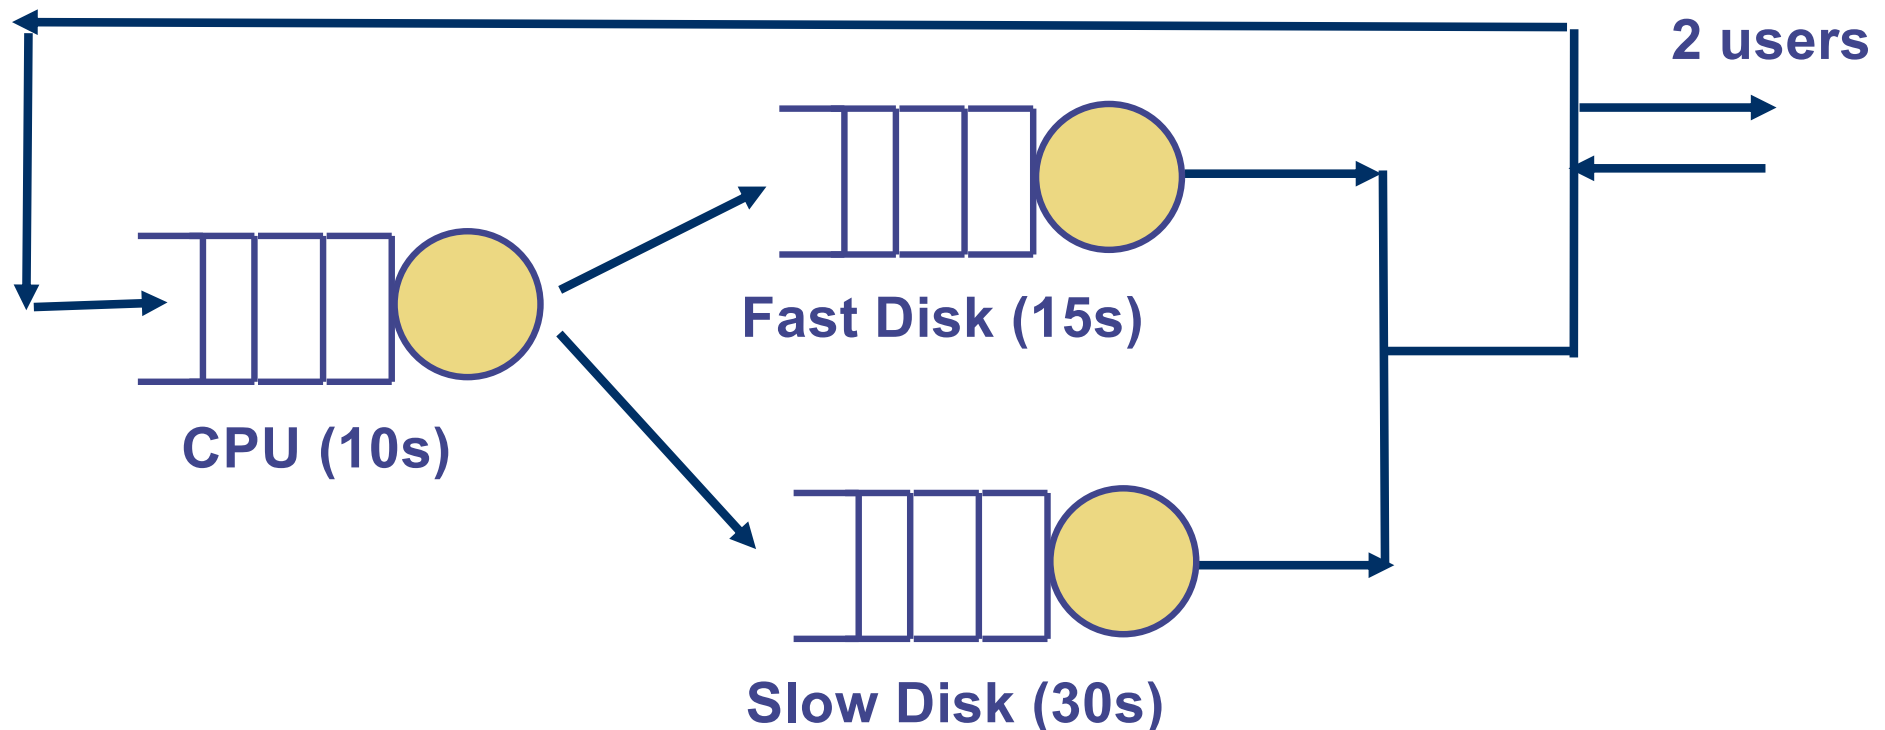 2 users
Fast Disk (15s)
CPU (10s)
Slow Disk (30s)